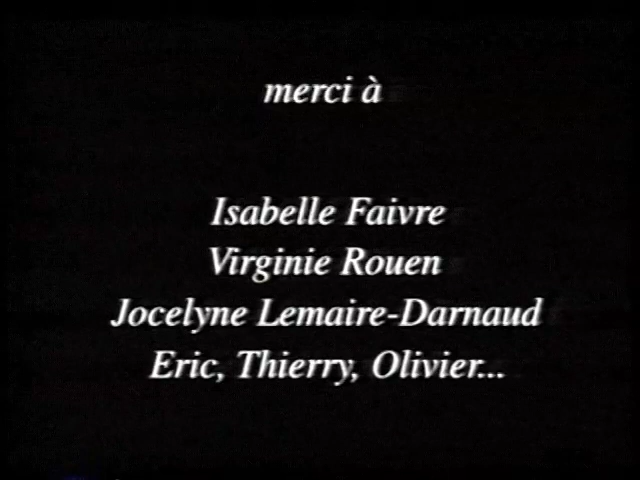 merci à
Isabelle Faivre
Virginie Rouen
Jocelyne Lemaire-Darnaud
Eric, Thierry, Olivier...